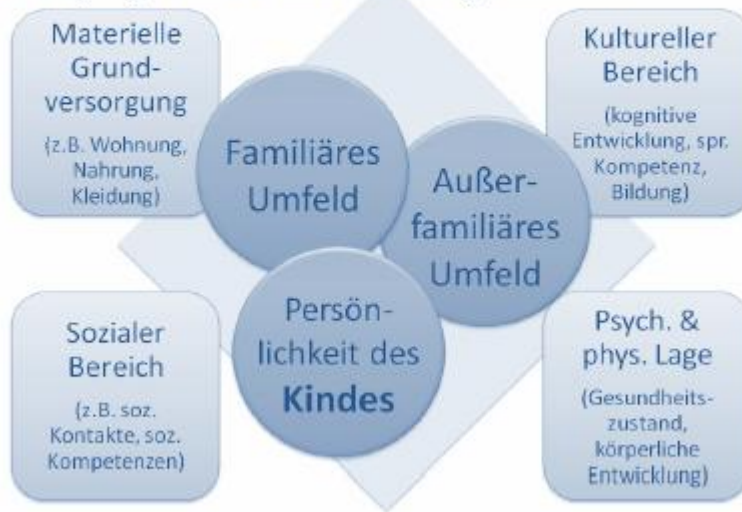 Materielle
Grund-
versorgung
(z.B. Wohnung,
Nahrung,
Kleidung)
Kultureller
Bereich
(kognitive
Entwicklung, spr.
Kompetenz,
Bildung)
Familiäres
Umfeld
Außer-
familiäres
Umfeld
Persön-
lichkeit des
Kindes
Sozialer
Bereich
(z.B. soz.
Kontakte, soz.
Kompetenzen)
Psych. &
phys. Lage
(Gesundheits-
zustand,
körperliche
Entwicklung)